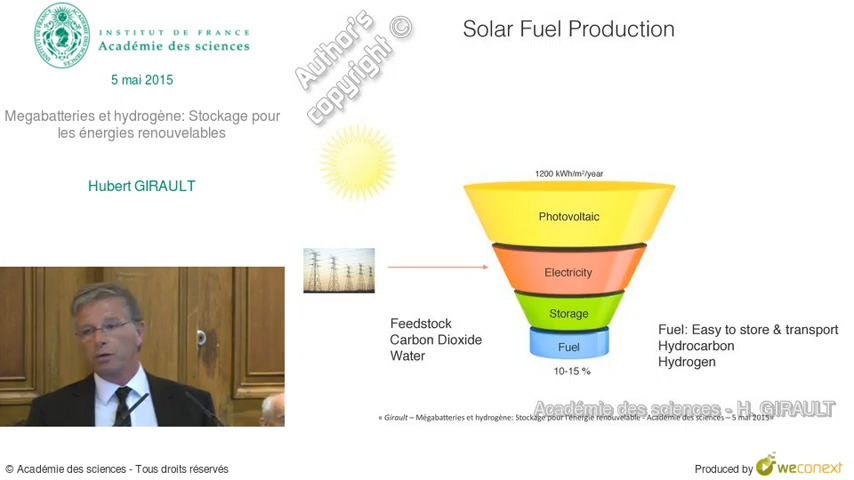 INSTITUT DE FRANCE
Académie des sciences
5 mai 2015
Megabatteries et hydrogène: Stockage pour
les énergies renouvelables
Hubert GIRAULT
Author's
copyright ©
Solar Fuel Production
1200 kWh/m²/year
Photovoltaic
Electricity
Storage
Fuel
10-15 %
Feedstock
Carbon Dioxide
Water
Fuel: Easy to store & transport
Hydrocarbon
Hydrogen
Académie des sciences - H. GIRAULT
« Girault – Mégabatteries et hydrogène: Stockage pour l'énergie renouvelable - Académie des sciences – 5 mai 2015»
© Académie des sciences - Tous droits réservés
Produced by weconext